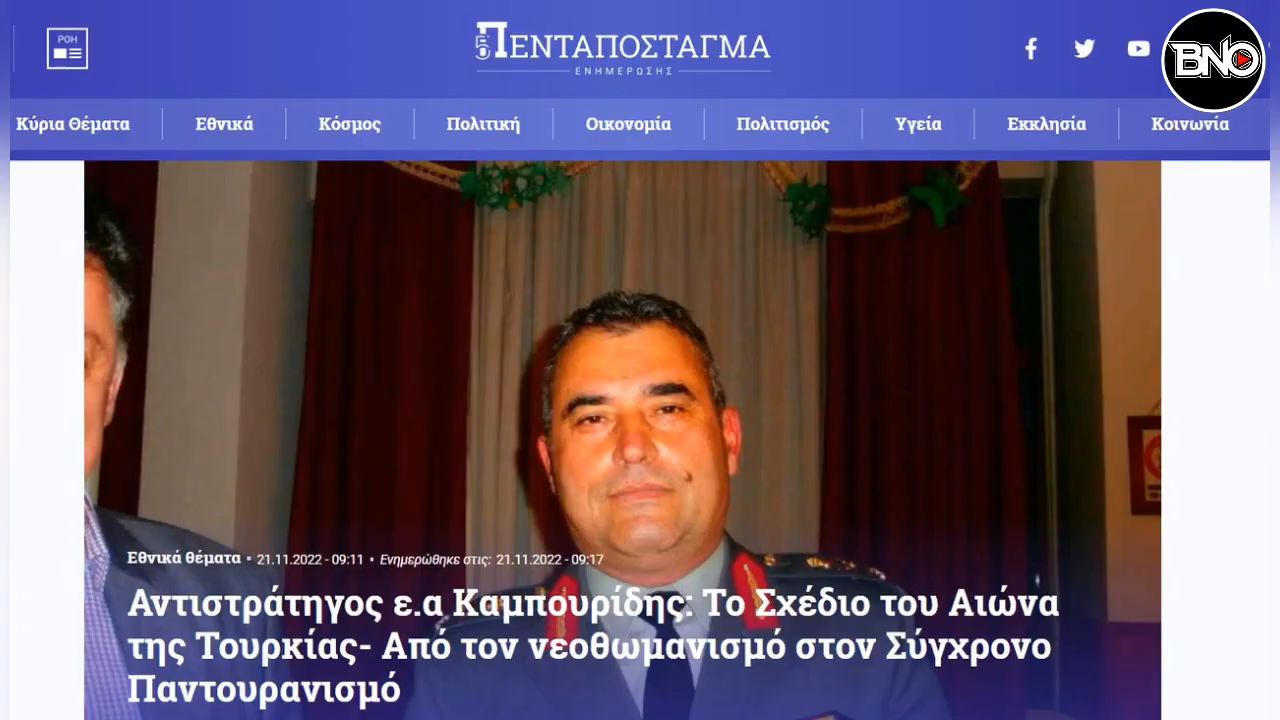 ΡΟΗ
ΠΕΝΤΑΠΟΣΤΑΓΜΑ
ΕΝΗΜΕΡΩΣΗΣ
BNO
Κύρια Θέματα
Εθνικά
Κόσμος
Πολιτική
Οικονομία
Πολιτισμός
Υγεία
Εκκλησία
Κοινωνία
Εθνικά θέματα • 21.11.2022 - 09:11 • Ενημερώθηκε στις: 21.11.2022 - 09:17
Αντιστράτηγος ε.α Καμπουρίδης: Το Σχέδιο του Αιώνα
της Τουρκίας- Από τον νεοθωμανισμό στον Σύγχρονο
Παντουρανισμό